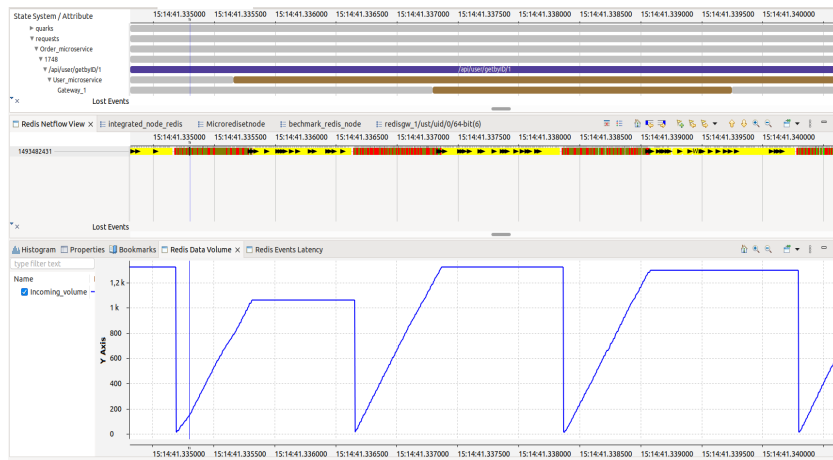 State System / Attribute
15:14:41.335000 15:14:41.335500 15:14:41.336000 15:14:41.336500 15:14:41.337000 15:14:41.337500 15:14:41.338000 15:14:41.338500 15:14:41.339000 15:14:41.339500 15:14:41.340000
quarks
requests
Order_microservice
1748
/api/user/getbyID/1 /api/user/getbyID/1
User_microservice
Gateway_1
Lost Events
Redis Netflow View integrated_node_redis Microredisetnode bechmark_redis_node redisgw_1/ust/uid/0/64-bit(6)
15:14:41.335000 15:14:41.335500 15:14:41.336000 15:14:41.336500 15:14:41.337000 15:14:41.337500 15:14:41.338000 15:14:41.338500 15:14:41.339000 15:14:41.339500 15:14:41.340000
1493482431
Lost Events
Histogram Properties Bookmarks Redis Data Volume Redis Events Latency
type filter text
Name
Incoming_volume
Y Axis
1,2 k
1 k
800
600
400
200
0
15:14:41.335000 15:14:41.335500 15:14:41.336000 15:14:41.336500 15:14:41.337000 15:14:41.337500 15:14:41.338000 15:14:41.338500 15:14:41.339000 15:14:41.339500 15:14:41.340000